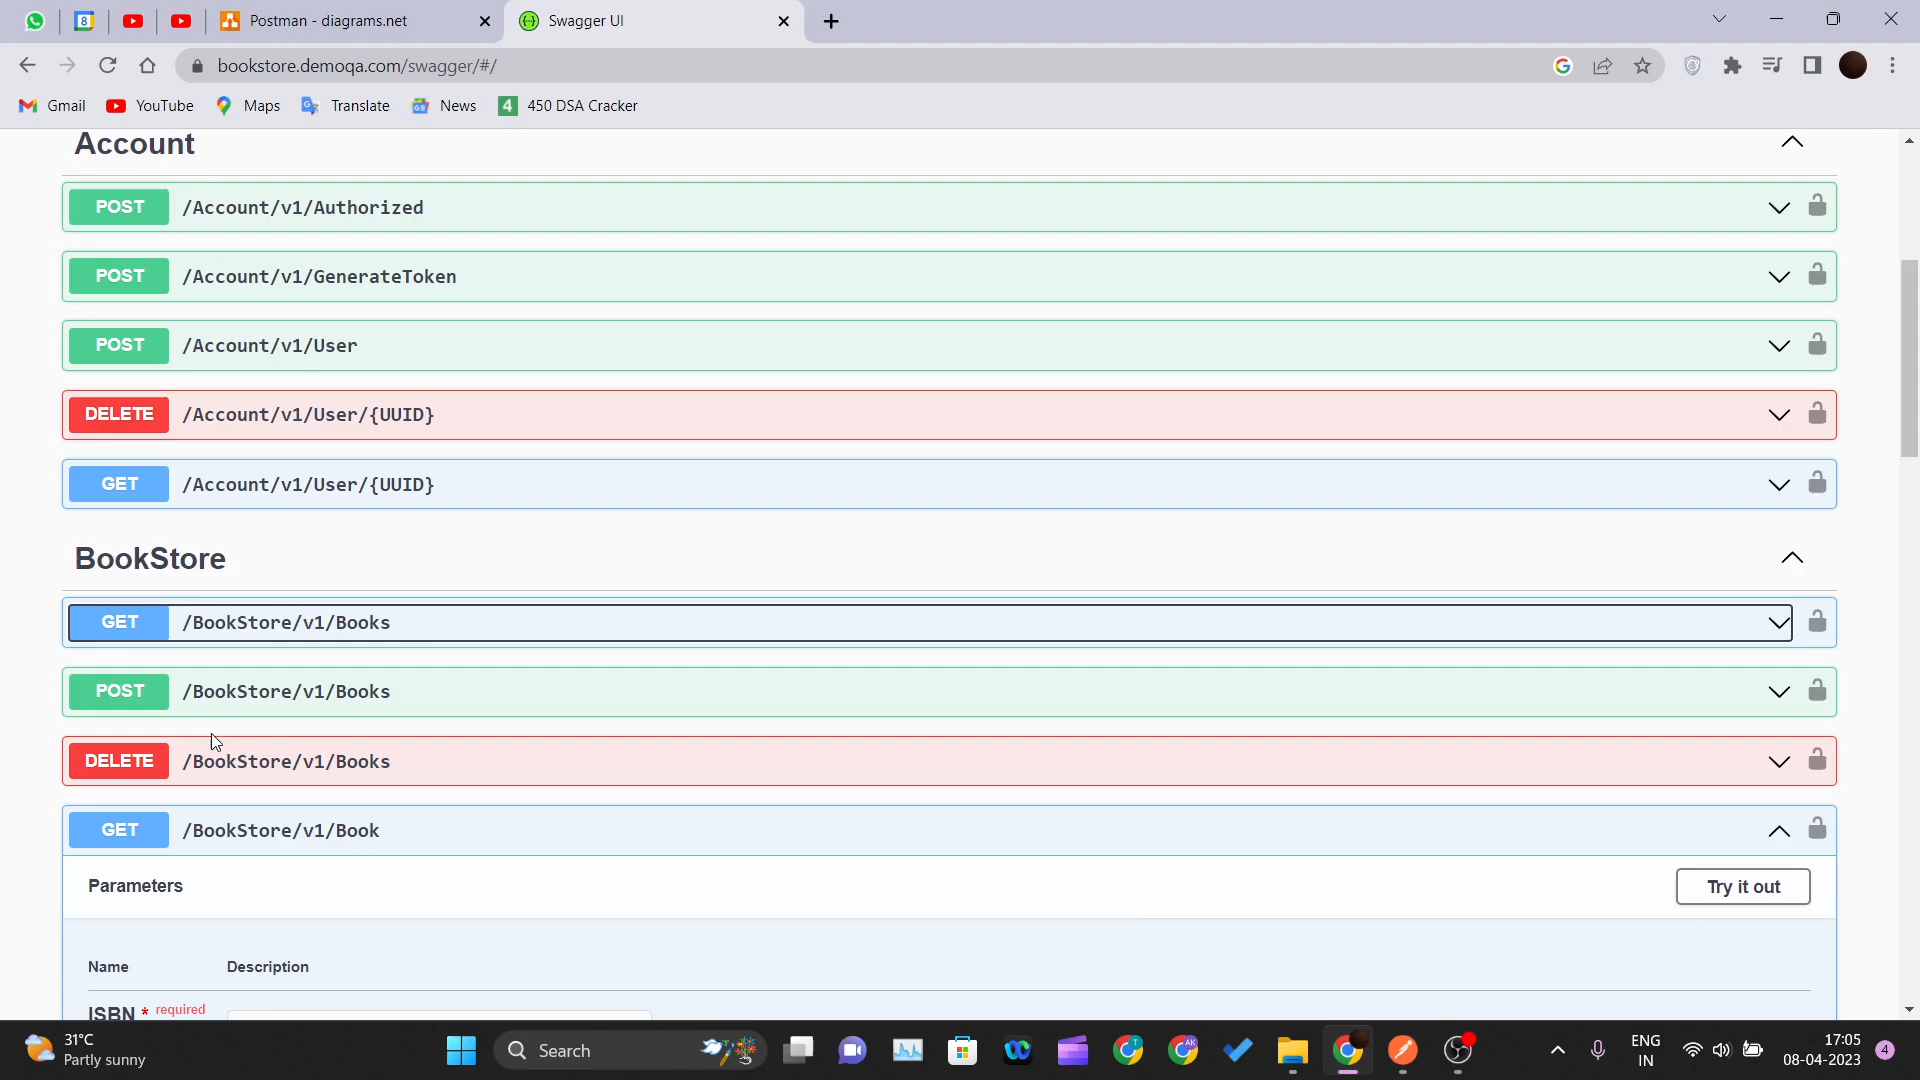 8
Postman - diagrams.net
Swagger UI
bookstore.demoqa.com/swagger/#/
Gmail
YouTube
Maps
Translate
News
4
450 DSA Cracker
Account
POST /Account/v1/Authorized
POST /Account/v1/GenerateToken
POST /Account/v1/User
DELETE /Account/v1/User/{UUID}
GET /Account/v1/User/{UUID}
BookStore
GET /BookStore/v1/Books
POST /BookStore/v1/Books
DELETE /BookStore/v1/Books
GET /BookStore/v1/Book
Parameters
Try it out
Name Description
ISBN * required
31°C
Partly sunny
Search
T
AK
ENG
IN
17:05
08-04-2023
4